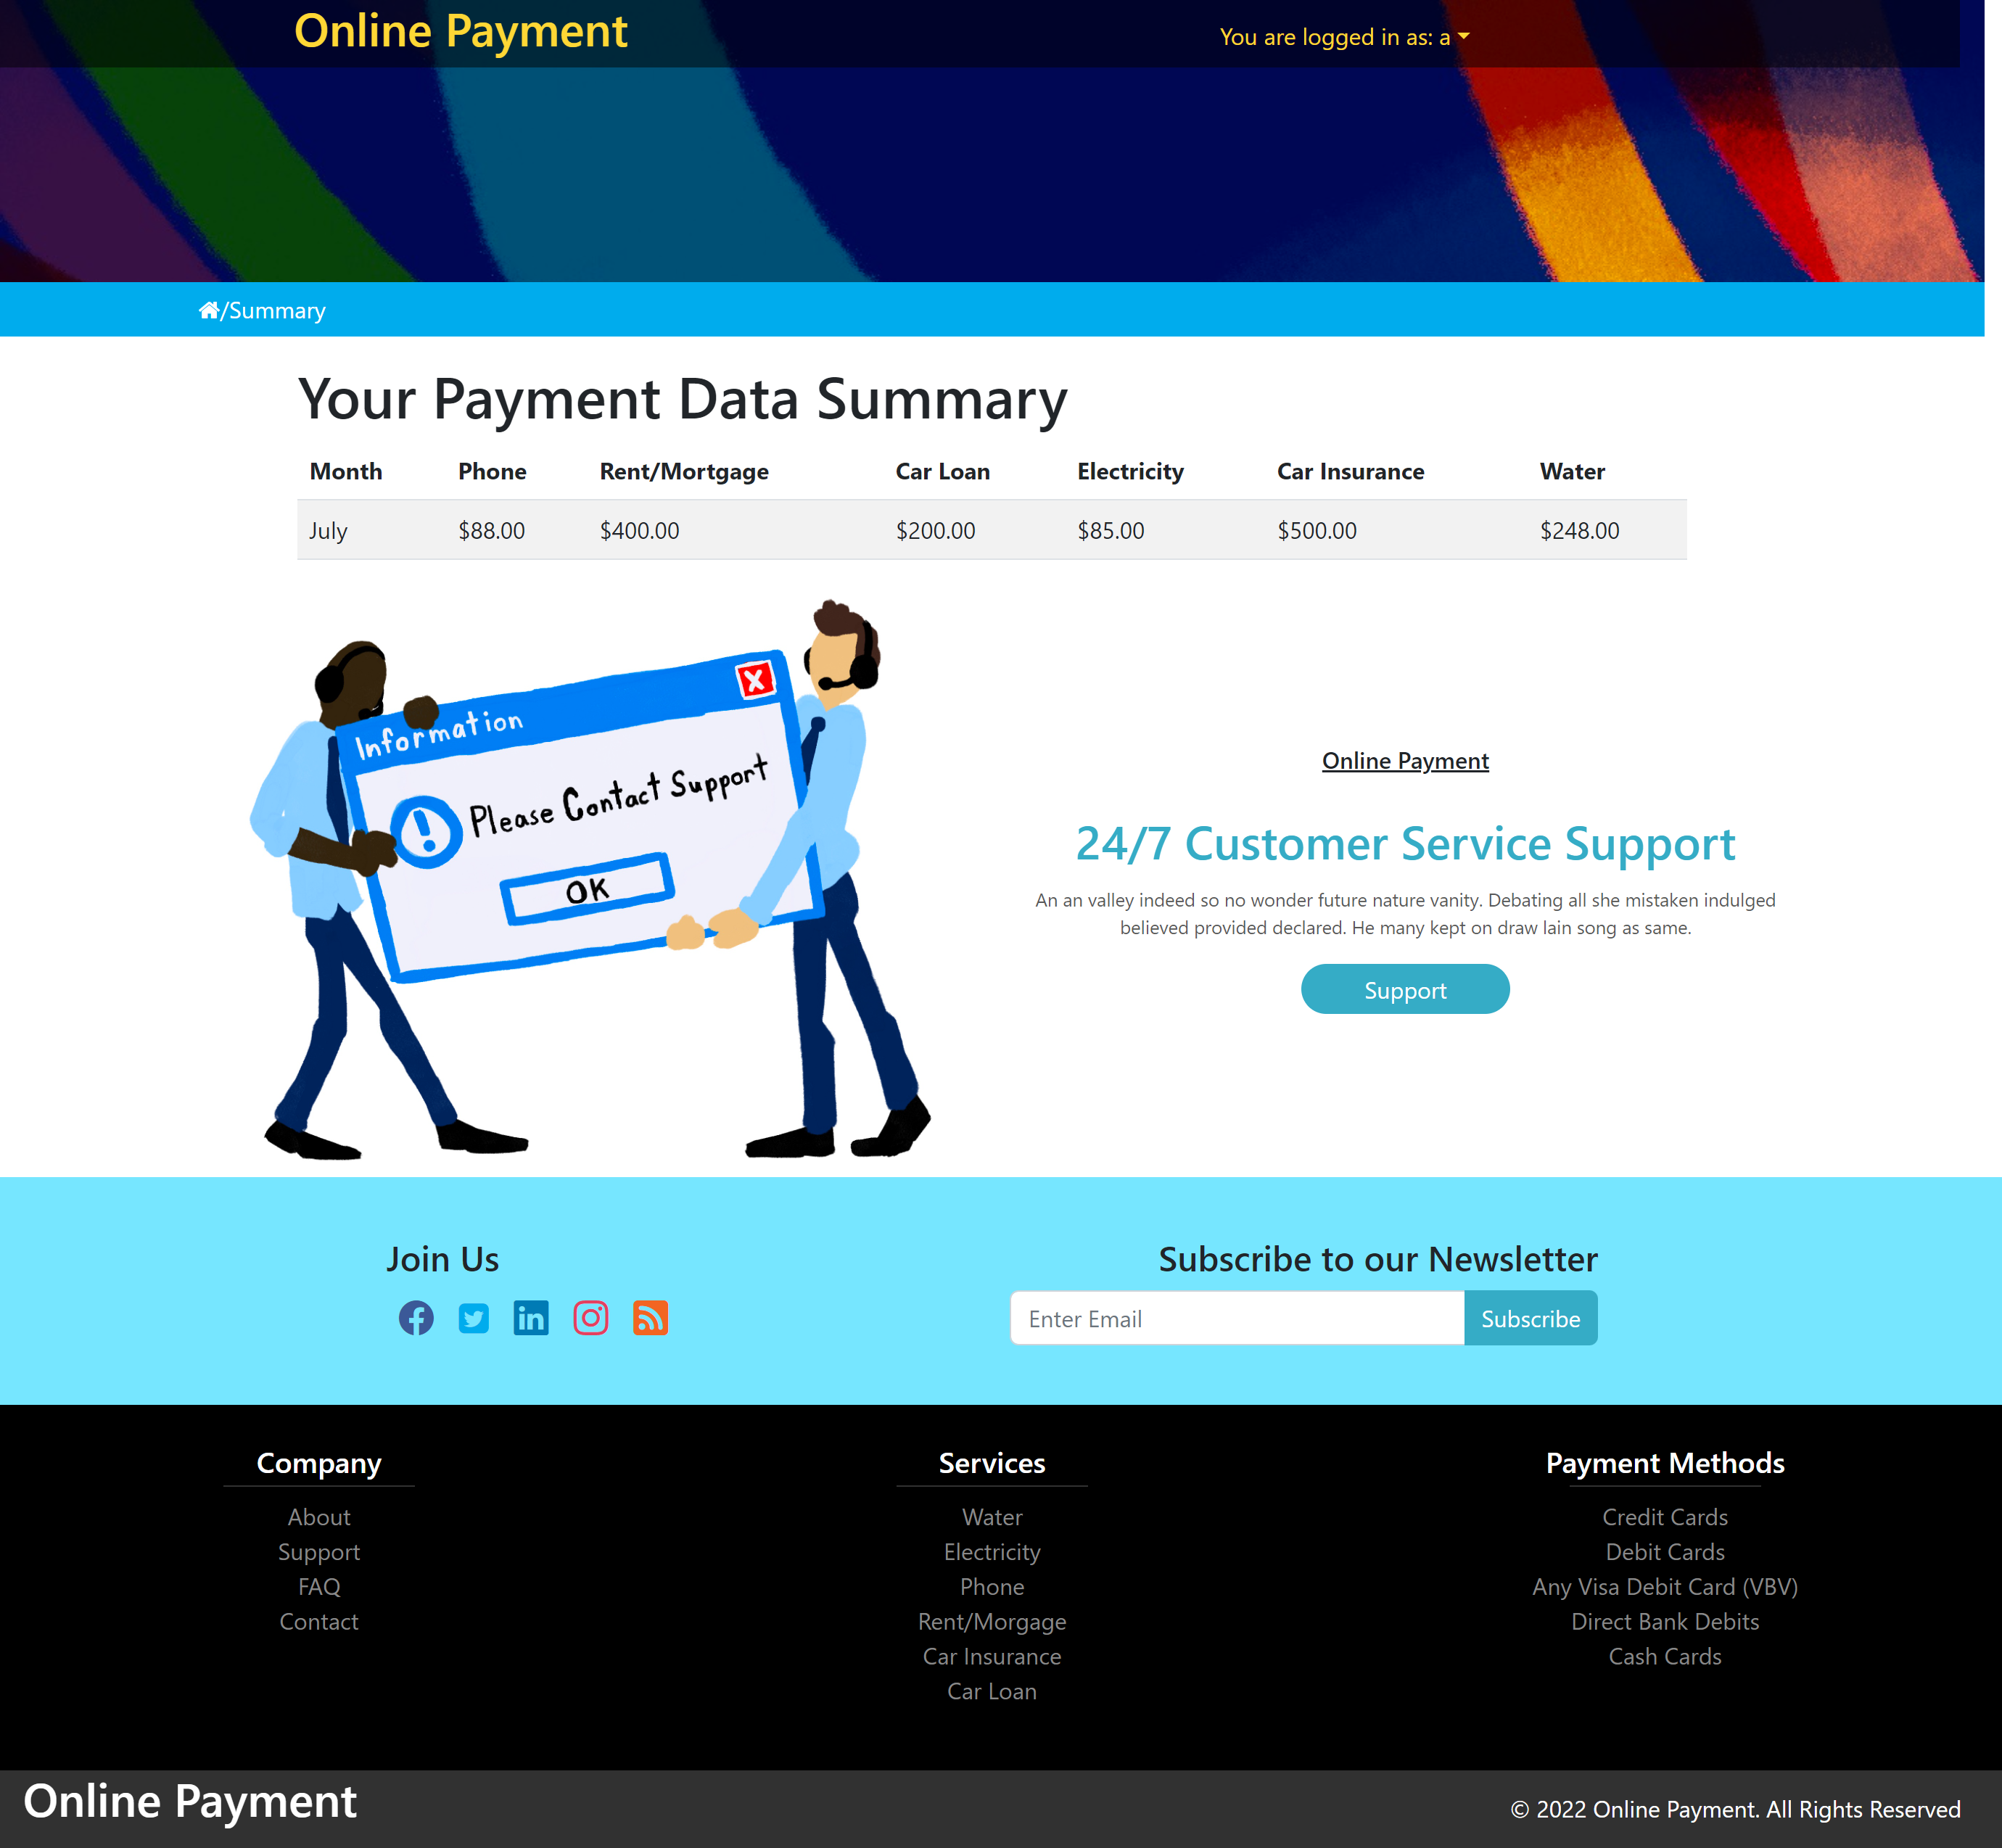 Online Payment
You are logged in as: a
/Summary
Your Payment Data Summary
Month Phone Rent/Mortgage Car Loan Electricity Car Insurance Water
July $88.00 $400.00 $200.00 $85.00 $500.00 $248.00
Information
X
! Please Contact Support
OK
Online Payment
24/7 Customer Service Support
An an valley indeed so no wonder future nature vanity. Debating all she mistaken indulged
believed provided declared. He many kept on draw lain song as same.
Support
Join Us
Subscribe to our Newsletter
Enter Email Subscribe
Company
About
Support
FAQ
Contact
Services
Water
Electricity
Phone
Rent/Morgage
Car Insurance
Car Loan
Payment Methods
Credit Cards
Debit Cards
Any Visa Debit Card (VBV)
Direct Bank Debits
Cash Cards
Online Payment
© 2022 Online Payment. All Rights Reserved